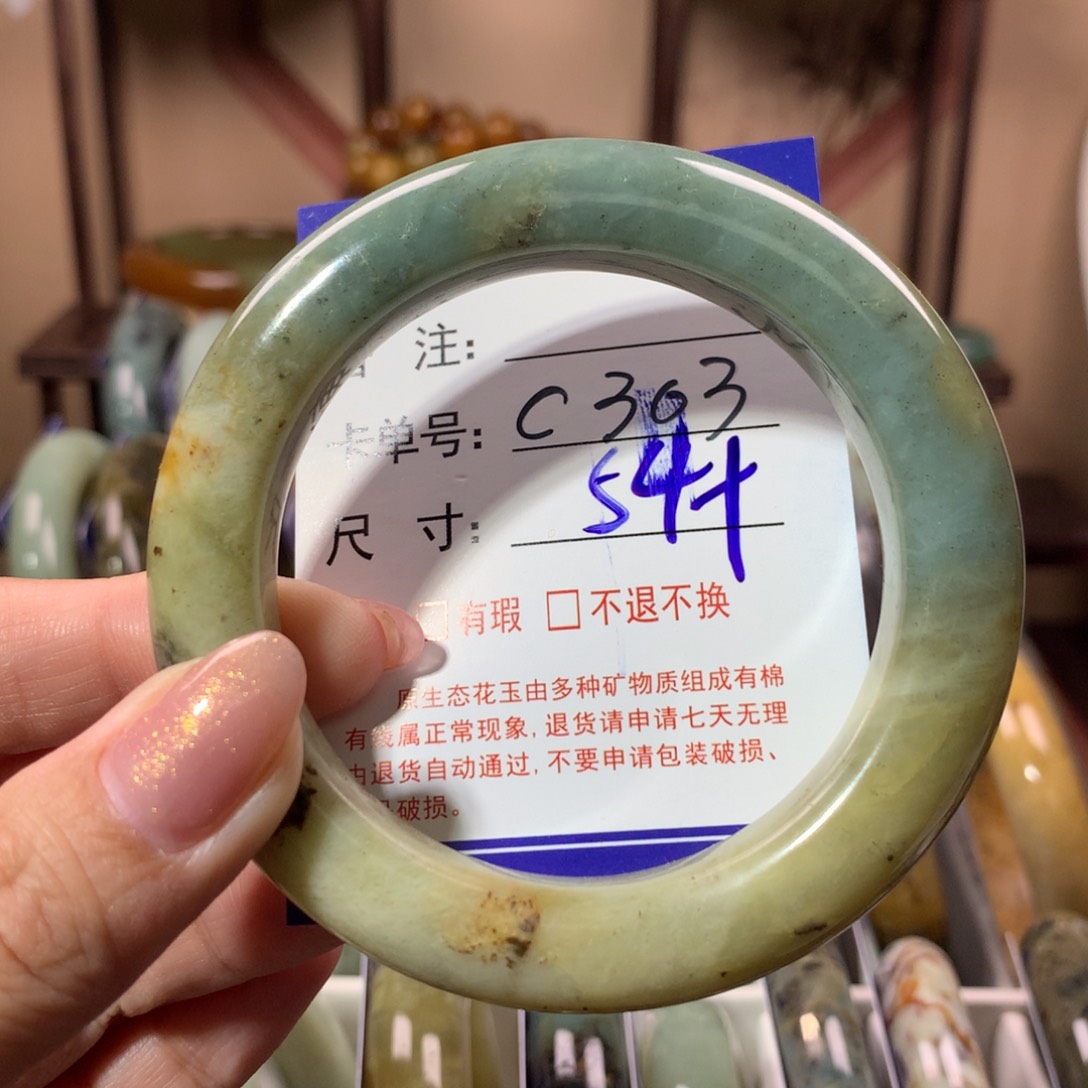 注:
卡单号: C303
尺 寸: 54+
□有瑕 □不退不换
原生态花玉由多种矿物质组成有棉
有裂属正常现象,退货请申请七天无理
由退货自动通过,不要申请包装破损、
破损。